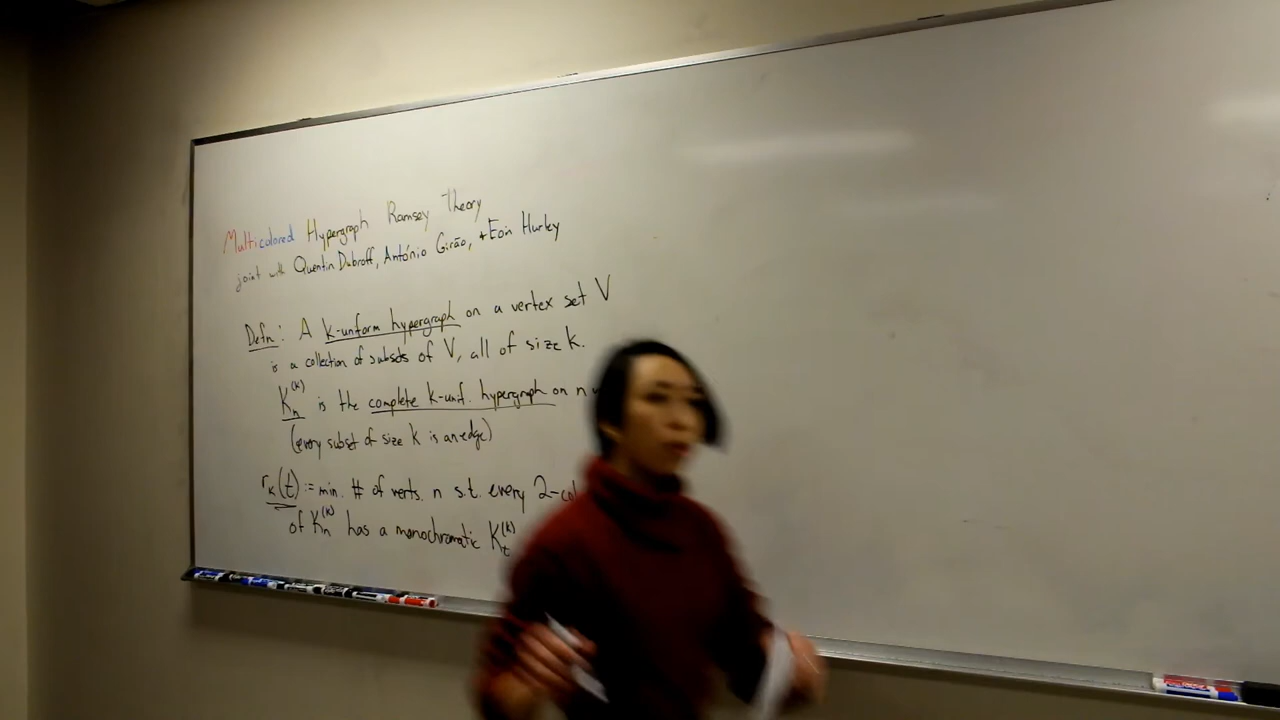 Multicolored Hypergraph Ramsey Theory
joint with Quentin Dubroff, António Girão, + Eoin Hurley
Defn: A k-uniform hypergraph on a vertex set V
is a collection of subsets of V, all of size k.
K_n^(k) is the complete k-unif. hypergraph on n
(every subset of size k is an edge)
r_k(t) := min. # of verts. n s.t. every 2-col
of K_n^(k) has a monochromatic K_t^(k)